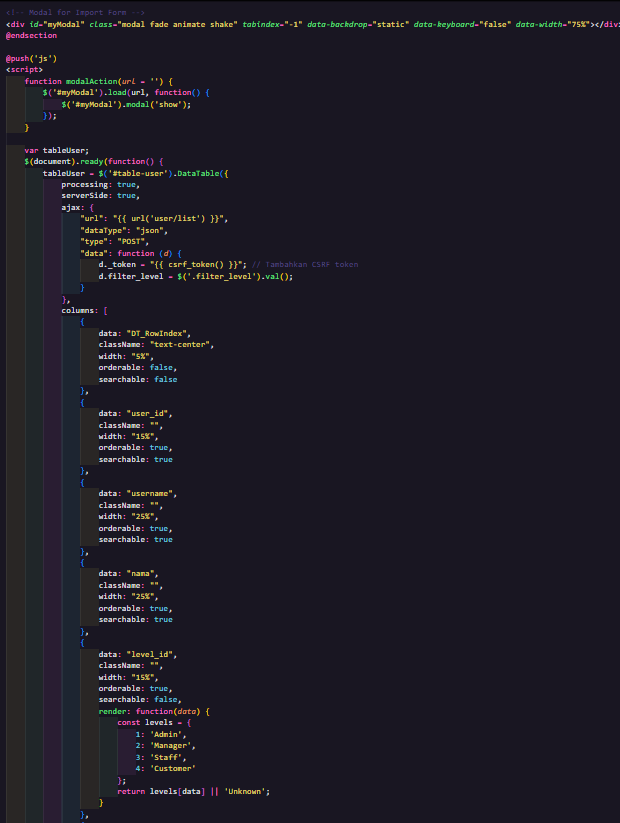 <!-- Modal for Import Form -->
<div id="myModal" class="modal fade animate shake" tabindex="-1" data-backdrop="static" data-keyboard="false" data-width="75%"></div>
@endsection

@push('js')
<script>
    function modalAction(url = '') {
        $('#myModal').load(url, function() {
            $('#myModal').modal('show');
        });
    }

    var tableUser;
    $(document).ready(function() {
        tableUser = $('#table-user').DataTable({
            processing: true,
            serverSide: true,
            ajax: {
                "url": "{{ url('user/list') }}",
                "dataType": "json",
                "type": "POST",
                "data": function (d) {
                    d._token = "{{ csrf_token() }}"; // Tambahkan CSRF token
                    d.filter_level = $('.filter_level').val();
                }
            },
            columns: [
                {
                    data: "DT_RowIndex",
                    className: "text-center",
                    width: "5%",
                    orderable: false,
                    searchable: false
                },
                {
                    data: "user_id",
                    className: "",
                    width: "15%",
                    orderable: true,
                    searchable: true
                },
                {
                    data: "username",
                    className: "",
                    width: "25%",
                    orderable: true,
                    searchable: true
                },
                {
                    data: "nama",
                    className: "",
                    width: "25%",
                    orderable: true,
                    searchable: true
                },
                {
                    data: "level_id",
                    className: "",
                    width: "15%",
                    orderable: true,
                    searchable: false,
                    render: function(data) {
                        const levels = {
                            1: 'Admin',
                            2: 'Manager',
                            3: 'Staff',
                            4: 'Customer'
                        };
                        return levels[data] || 'Unknown';
                    }
                },